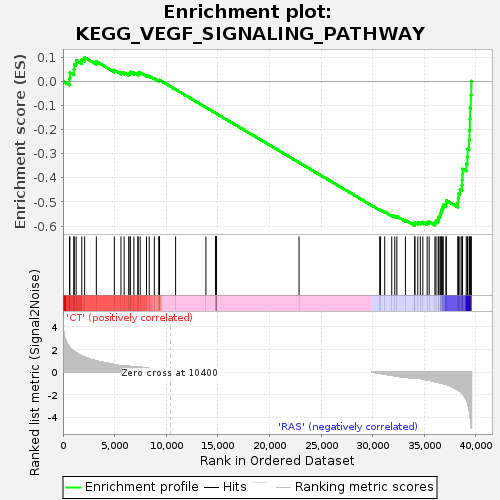 Enrichment plot:
KEGG_VEGF_SIGNALING_PATHWAY
Enrichment score (ES)
0.1
0.0
-0.1
-0.2
-0.3
-0.4
-0.5
-0.6
'CT' (positively correlated)
Ranked list metric (Signal2Noise)
4
2
0
-2
-4
Zero cross at 10400
'RAS' (negatively correlated)
0
5,000
10,000
15,000
20,000
25,000
30,000
35,000
40,000
Rank in Ordered Dataset
Enrichment profile
Hits
Ranking metric scores